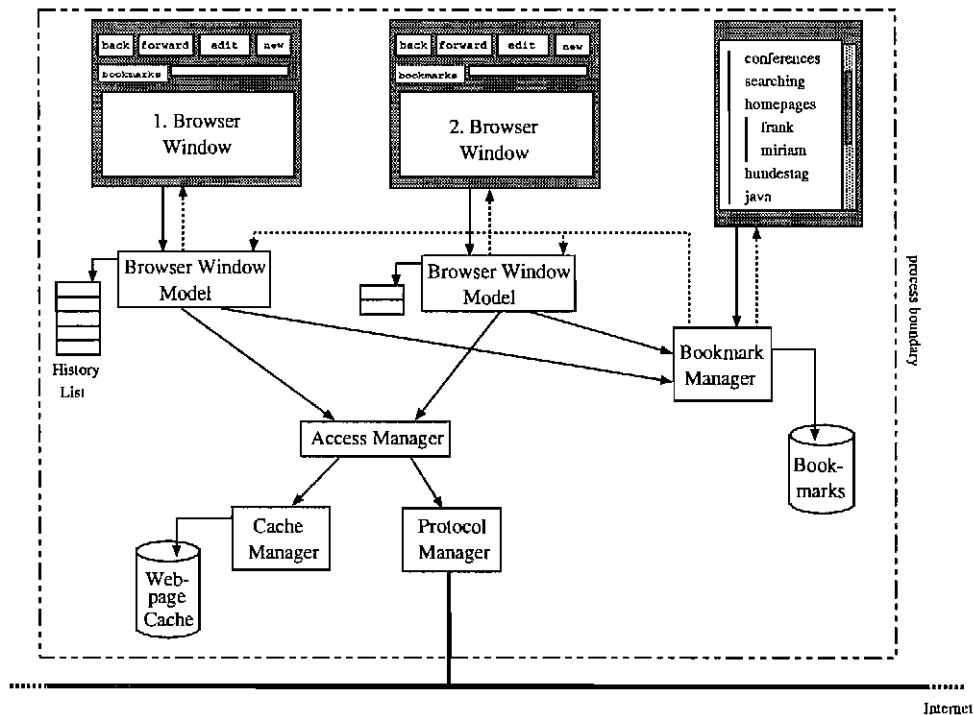 back forward edit new
bookmarks
1. Browser
Window
back forward edit new
bookmarks
2. Browser
Window
conferences
searching
homepages
frank
miriam
hundestag
java
process boundary
Browser Window
Model
Browser Window
Model
History
List
Bookmark
Manager
Access Manager
Book-
marks
Cache
Manager
Protocol
Manager
Web-
page
Cache
Internet